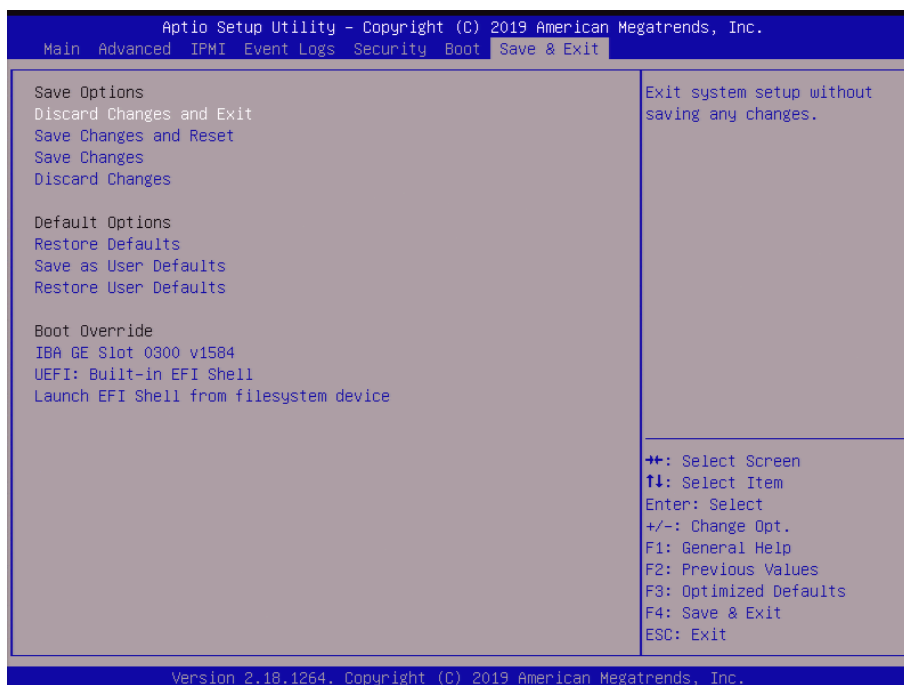 Aptio Setup Utility – Copyright (C) 2019 American Megatrends, Inc.
Main Advanced IPMI Event Logs Security Boot Save & Exit
Save Options
Discard Changes and Exit
Save Changes and Reset
Save Changes
Discard Changes
Default Options
Restore Defaults
Save as User Defaults
Restore User Defaults
Boot Override
IBA GE Slot 0300 v1584
UEFI: Built-in EFI Shell
Launch EFI Shell from filesystem device
Exit system setup without
saving any changes.
→←: Select Screen
↑↓: Select Item
Enter: Select
+/-: Change Opt.
F1: General Help
F2: Previous Values
F3: Optimized Defaults
F4: Save & Exit
ESC: Exit
Version 2.18.1264. Copyright (C) 2019 American Megatrends, Inc.